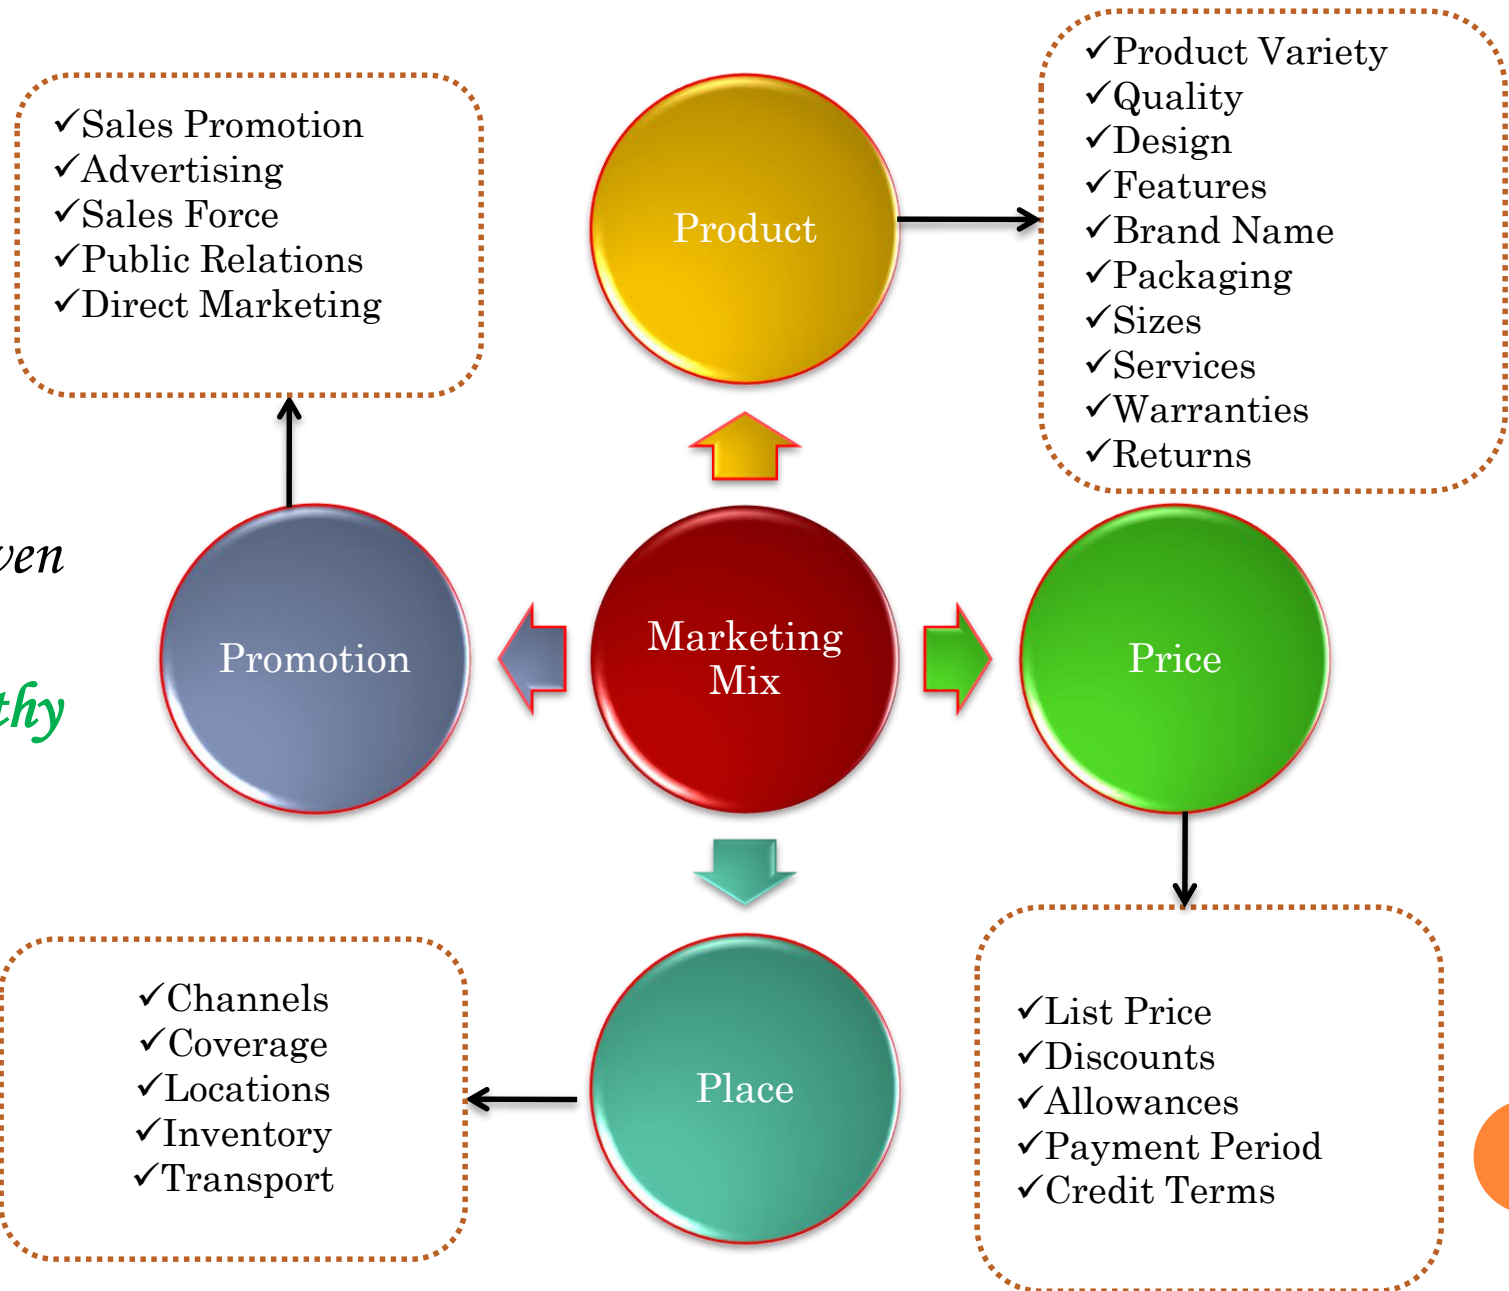 ✓Sales Promotion
✓Advertising
✓Sales Force
✓Public Relations
✓Direct Marketing
Product
✓Product Variety
✓Quality
✓Design
✓Features
✓Brand Name
✓Packaging
✓Sizes
✓Services
✓Warranties
✓Returns
Promotion
Marketing
Mix
Price
✓Channels
✓Coverage
✓Locations
✓Inventory
✓Transport
Place
✓List Price
✓Discounts
✓Allowances
✓Payment Period
✓Credit Terms